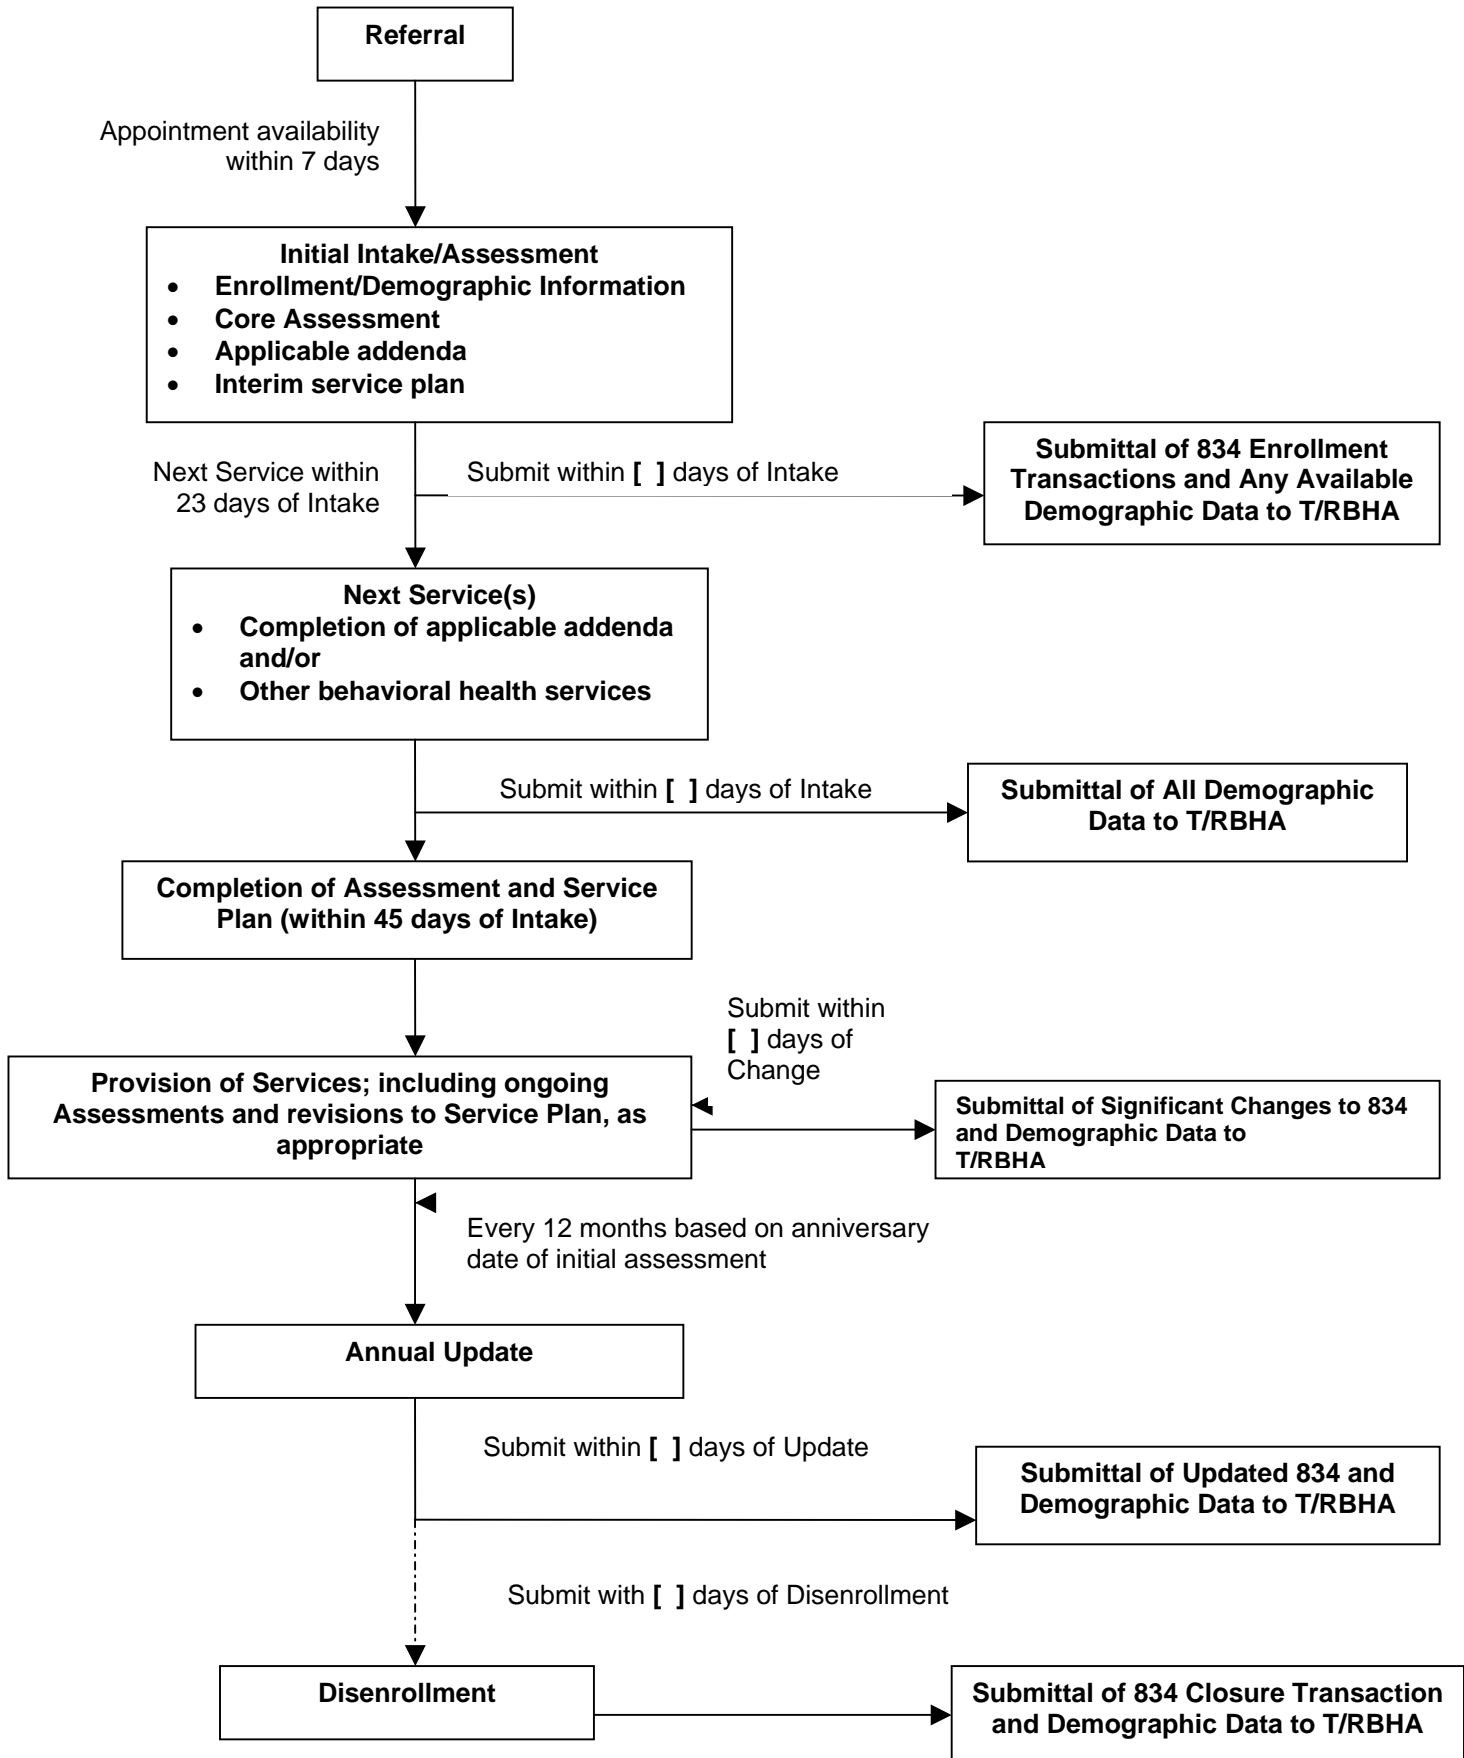 Referral
Appointment availability
within 7 days
Initial Intake/Assessment
• Enrollment/Demographic Information
• Core Assessment
• Applicable addenda
• Interim service plan
Next Service within
23 days of Intake
Submit within [ ] days of Intake
Submittal of 834 Enrollment
Transactions and Any Available
Demographic Data to T/RBHA
Next Service(s)
• Completion of applicable addenda
and/or
• Other behavioral health services
Submit within [ ] days of Intake
Submittal of All Demographic
Data to T/RBHA
Completion of Assessment and Service
Plan (within 45 days of Intake)
Submit within
[ ] days of
Change
Provision of Services; including ongoing
Assessments and revisions to Service Plan, as
appropriate
Submittal of Significant Changes to 834
and Demographic Data to
T/RBHA
Every 12 months based on anniversary
date of initial assessment
Annual Update
Submit within [ ] days of Update
Submittal of Updated 834 and
Demographic Data to T/RBHA
Submit with [ ] days of Disenrollment
Disenrollment
Submittal of 834 Closure Transaction
and Demographic Data to T/RBHA